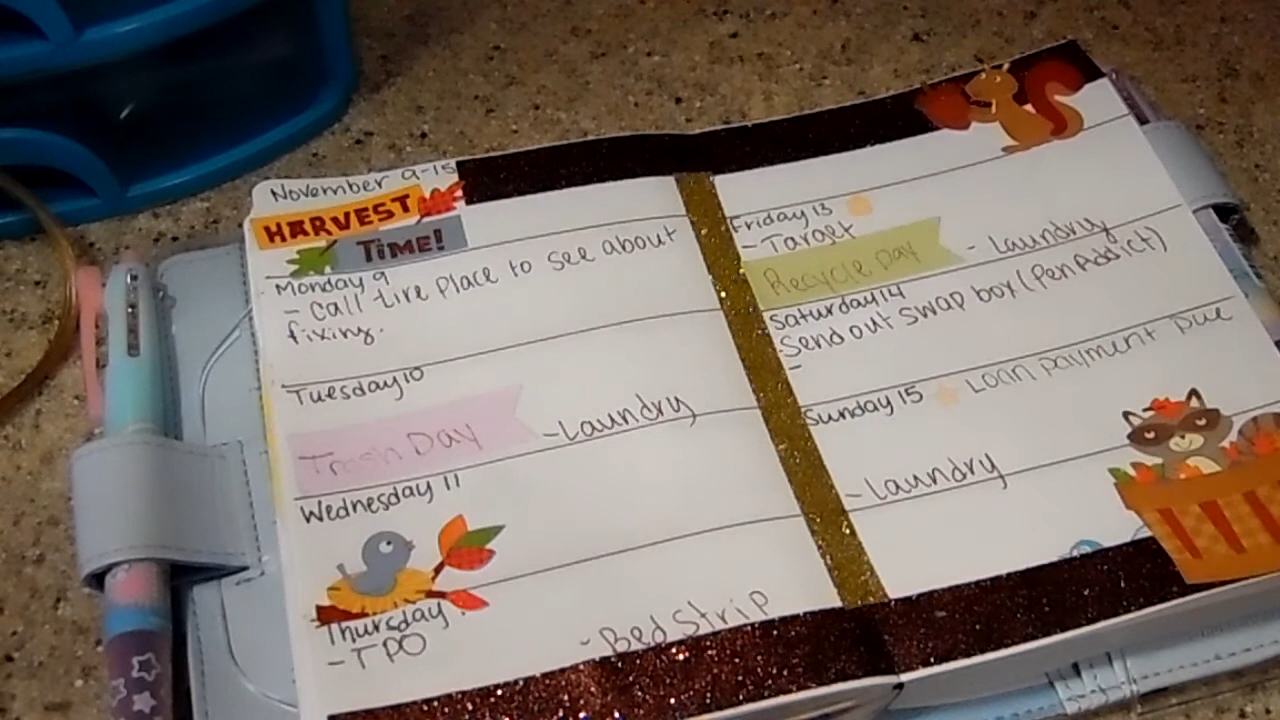 November 9-15
HARVEST
TIME!
Monday 9
- Call tire place to see about
fixing.
Tuesday 10
Trash Day
-Laundry
Wednesday 11
Thursday
-TPO
-Bed Strip
Friday 13
-Target
Recycle Day
- Laundry
Saturday 14
-Send out swap box (Pen Addict)
-
Sunday 15
Loan payment Due
-Laundry